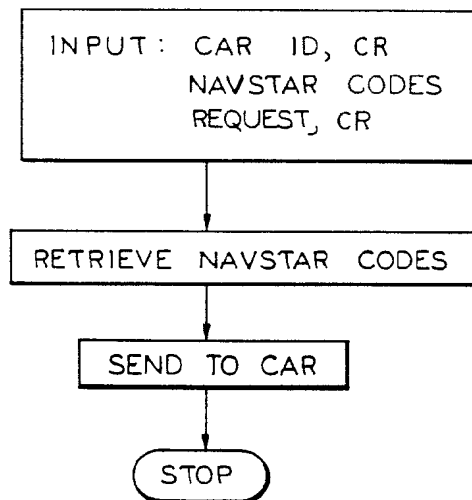 INPUT: CAR ID, CR
NAVSTAR CODES
REQUEST, CR
RETRIEVE NAVSTAR CODES
SEND TO CAR
STOP